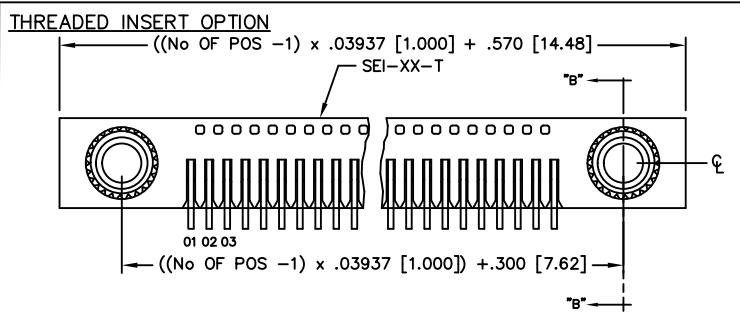 THREADED INSERT OPTION
((No OF POS -1) x .03937 [1.000] + .570 [14.48]
SEI-XX-T
"B"
℄
01 02 03
((No OF POS -1) x .03937 [1.000]) +.300 [7.62]
"B"